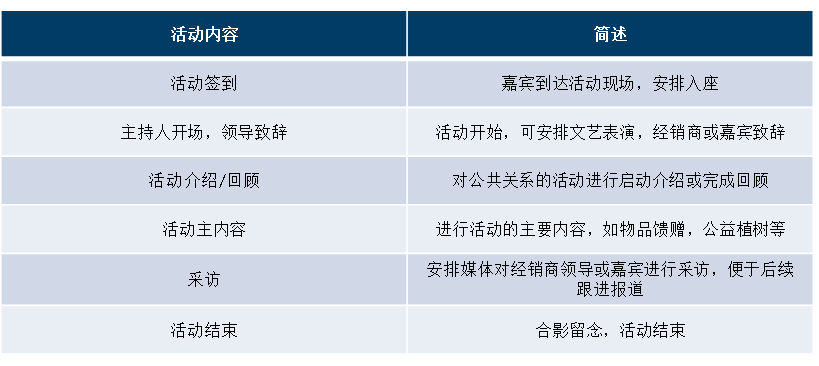 活动内容
简述
活动签到
嘉宾到达活动现场，安排入座
主持人开场，领导致辞
活动开始，可安排文艺表演，经销商或嘉宾致辞
活动介绍/回顾
对公共关系的活动进行启动介绍或完成回顾
活动主内容
进行活动的主要内容，如物品馈赠，公益植树等
采访
安排媒体对经销商领导或嘉宾进行采访，便于后续
跟进报道
活动结束
合影留念，活动结束